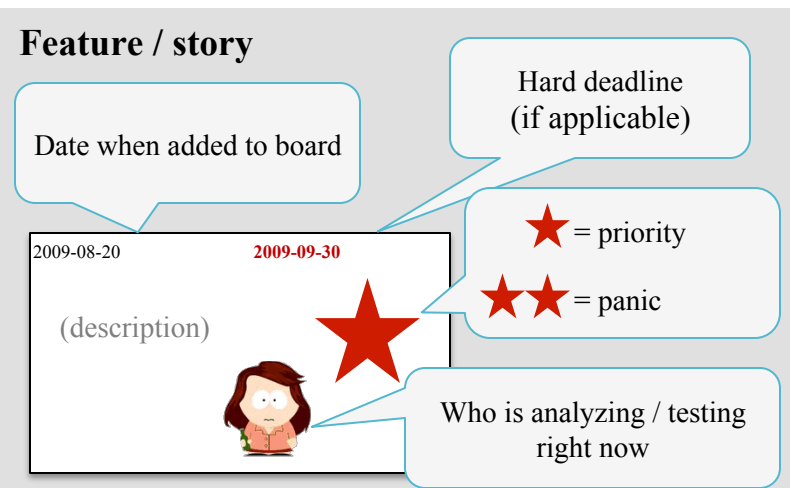 Feature / story
Date when added to board
Hard deadline
(if applicable)
2009-08-20
2009-09-30
(description)
= priority
= panic
Who is analyzing / testing
right now